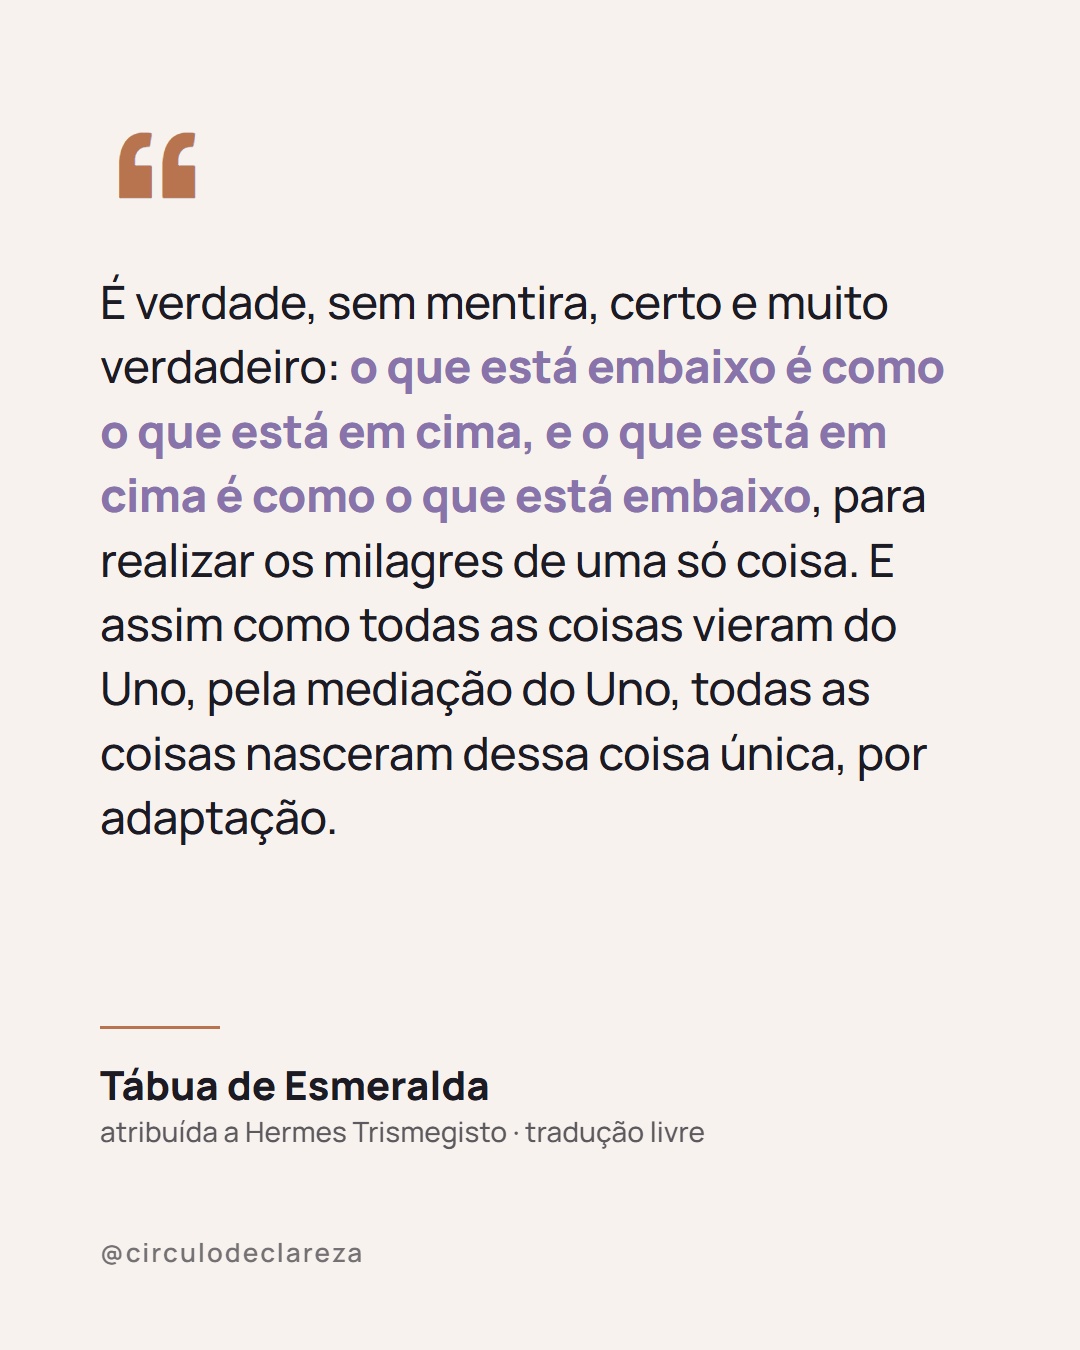 “
É verdade, sem mentira, certo e muito
verdadeiro: o que está embaixo é como
o que está em cima, e o que está em
cima é como o que está embaixo, para
realizar os milagres de uma só coisa. E
assim como todas as coisas vieram do
Uno, pela mediação do Uno, todas as
coisas nasceram dessa coisa única, por
adaptação.
Tábua de Esmeralda
atribuída a Hermes Trismegisto · tradução livre
@circulodeclareza